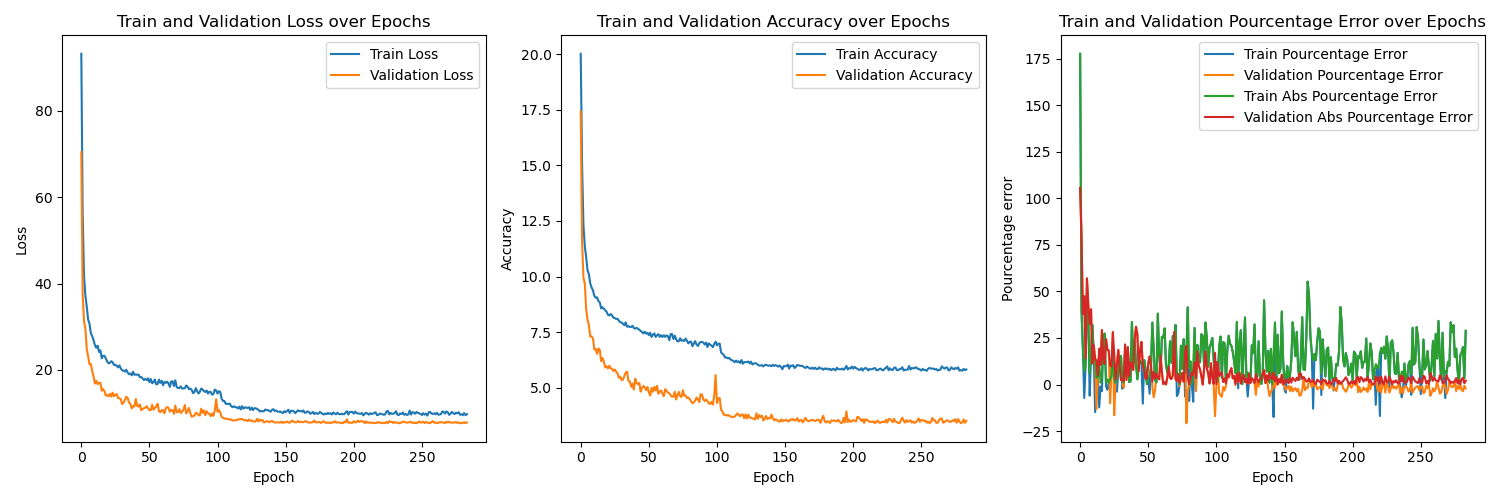 Train and Validation Loss over Epochs
Train Loss
Validation Loss
80
60
40
20
Loss
0
50
100
150
200
250
Epoch
Train and Validation Accuracy over Epochs
Train Accuracy
Validation Accuracy
20.0
17.5
15.0
12.5
10.0
7.5
5.0
Accuracy
0
50
100
150
200
250
Epoch
Train and Validation Pourcentage Error over Epochs
Train Pourcentage Error
Validation Pourcentage Error
Train Abs Pourcentage Error
Validation Abs Pourcentage Error
175
150
125
100
75
50
25
0
−25
Pourcentage error
0
50
100
150
200
250
Epoch